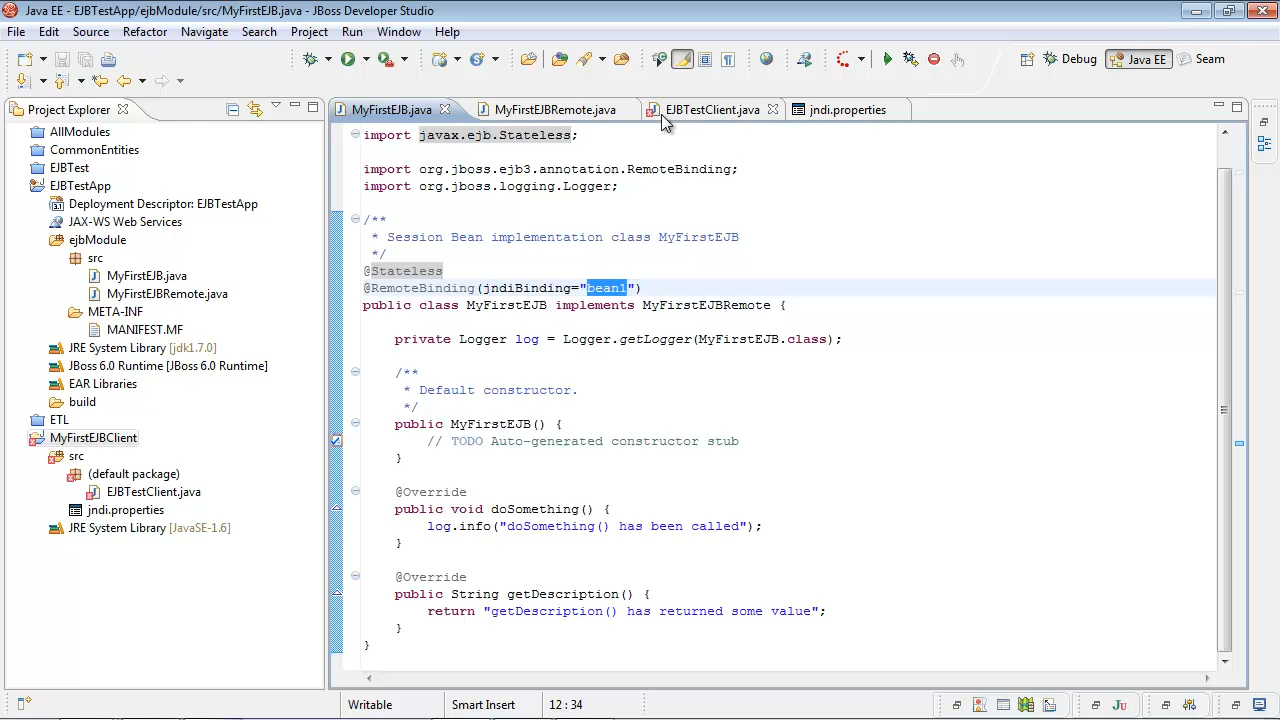 Java EE - EJBTestApp/ejbModule/src/MyFirstEJB.java - JBoss Developer Studio
File Edit Source Refactor Navigate Search Project Run Window Help
Debug Java EE Seam
Project Explorer
MyFirstEJB.java MyFirstEJBRemote.java EJBTestClient.java jndi.properties
AllModules
CommonEntities
EJBTest
EJBTestApp
Deployment Descriptor: EJBTestApp
JAX-WS Web Services
ejbModule
src
MyFirstEJB.java
MyFirstEJBRemote.java
META-INF
MANIFEST.MF
JRE System Library [jdk1.7.0]
JBoss 6.0 Runtime [JBoss 6.0 Runtime]
EAR Libraries
build
ETL
MyFirstEJBClient
src
(default package)
EJBTestClient.java
jndi.properties
JRE System Library [JavaSE-1.6]
import javax.ejb.Stateless;
import org.jboss.ejb3.annotation.RemoteBinding;
import org.jboss.logging.Logger;
/**
* Session Bean implementation class MyFirstEJB
*/
@Stateless
@RemoteBinding(jndiBinding="bean1")
public class MyFirstEJB implements MyFirstEJBRemote {
private Logger log = Logger.getLogger(MyFirstEJB.class);
/**
* Default constructor.
*/
public MyFirstEJB() {
// TODO Auto-generated constructor stub
}
@Override
public void doSomething() {
log.info("doSomething() has been called");
}
@Override
public String getDescription() {
return "getDescription() has returned some value";
}
}
Writable Smart Insert 12:34